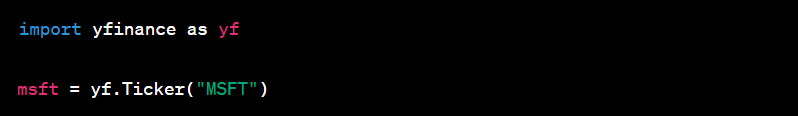 import yfinance as yf
msft = yf.Ticker("MSFT")